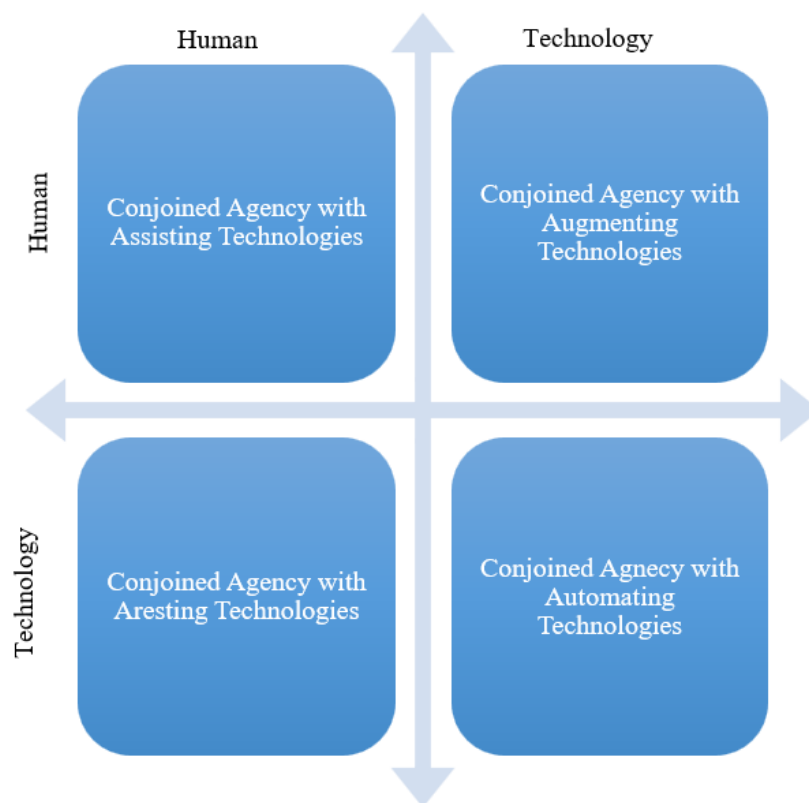 Human
Technology
Human
Conjoined Agency with
Assisting Technologies
Conjoined Agency with
Augmenting
Technologies
Technology
Conjoined Agency with
Aresting Technologies
Conjoined Agnecy with
Automating
Technologies